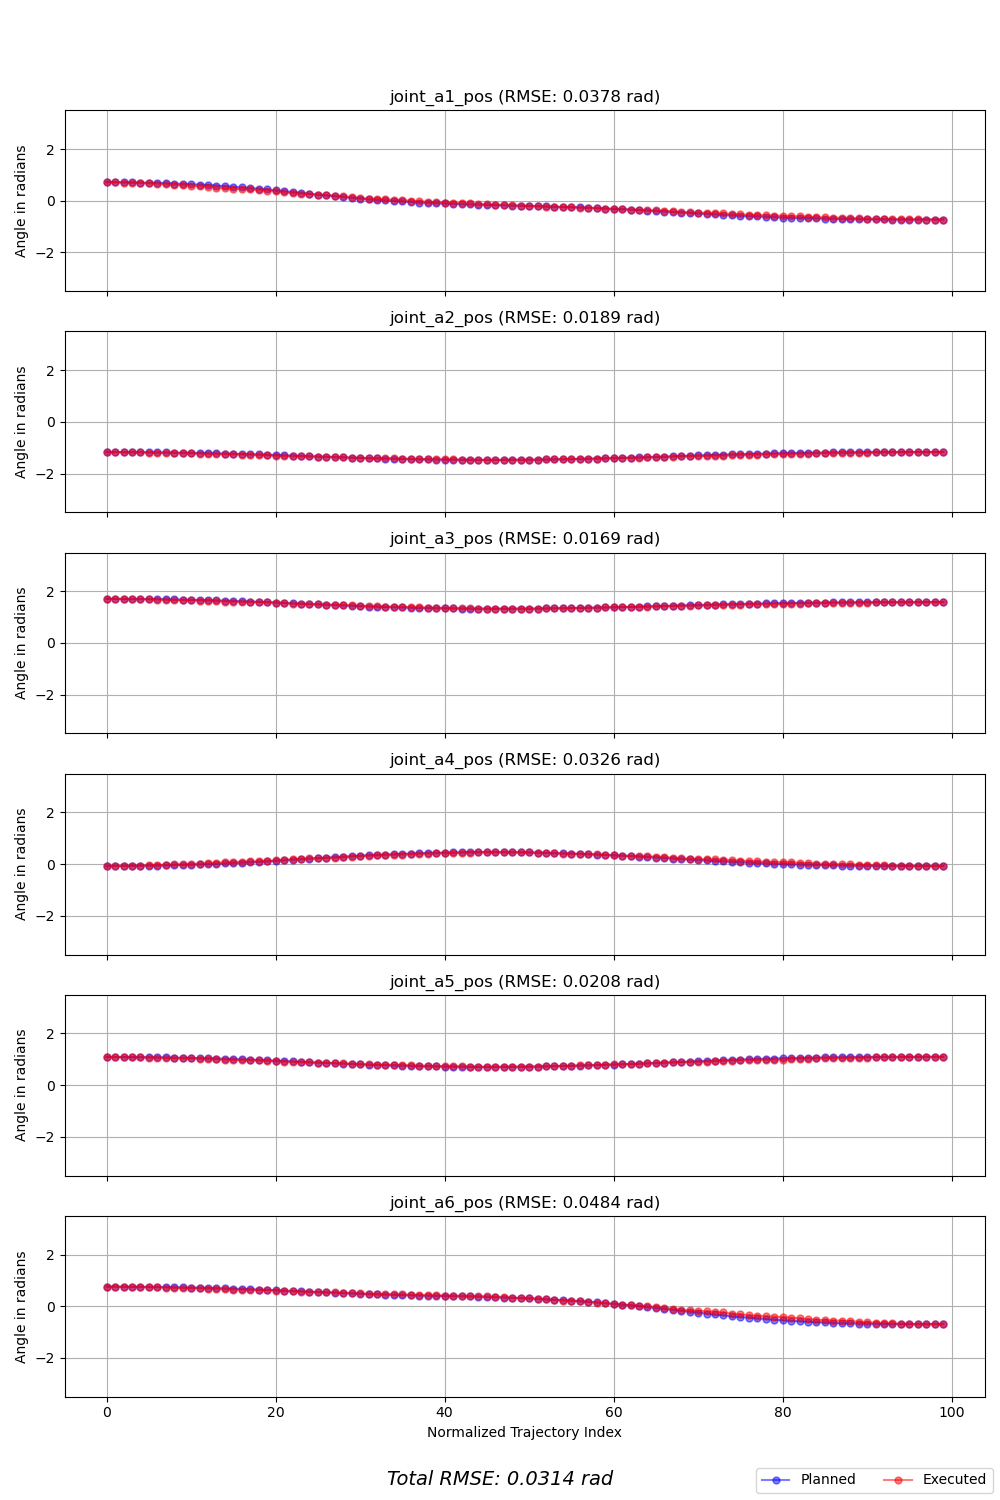 joint_a1_pos (RMSE: 0.0378 rad)
Angle in radians
2
0
−2
joint_a2_pos (RMSE: 0.0189 rad)
Angle in radians
2
0
−2
joint_a3_pos (RMSE: 0.0169 rad)
Angle in radians
2
0
−2
joint_a4_pos (RMSE: 0.0326 rad)
Angle in radians
2
0
−2
joint_a5_pos (RMSE: 0.0208 rad)
Angle in radians
2
0
−2
joint_a6_pos (RMSE: 0.0484 rad)
Angle in radians
2
0
−2
0 20 40 60 80 100
Normalized Trajectory Index
Total RMSE: 0.0314 rad
Planned Executed